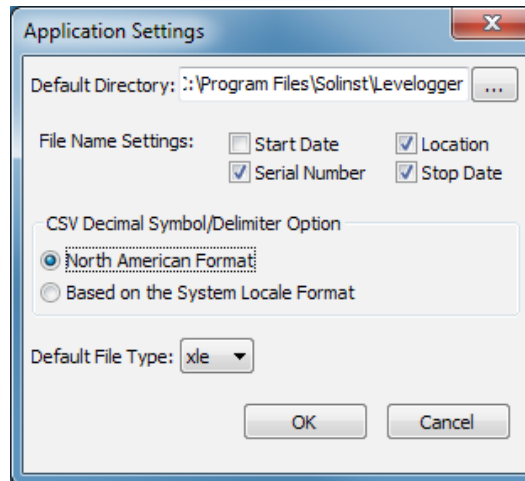 Application Settings
Default Directory: :\Program Files\Solinst\Levelogger ...
File Name Settings: Start Date Location
Serial Number Stop Date
CSV Decimal Symbol/Delimiter Option
North American Format
Based on the System Locale Format
Default File Type: xle
OK Cancel